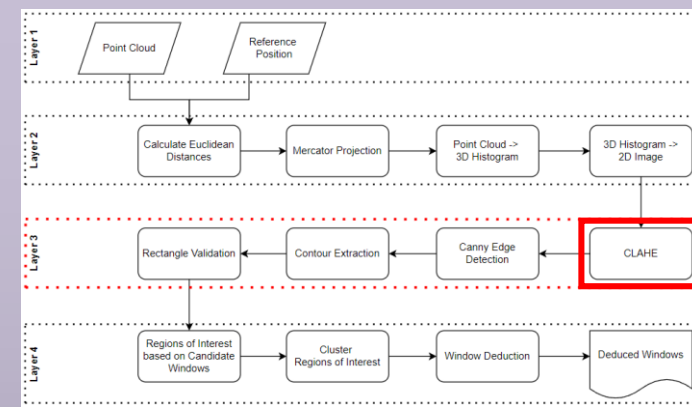 Layer 1
Point Cloud
Reference
Position
Layer 2
Calculate Euclidean
Distances
Mercator Projection
Point Cloud ->
3D Histogram
3D Histogram ->
2D Image
Layer 3
Rectangle Validation
Contour Extraction
Canny Edge
Detection
CLAHE
Layer 4
Regions of Interest
based on Candidate
Windows
Cluster
Regions of Interest
Window Deduction
Deduced Windows